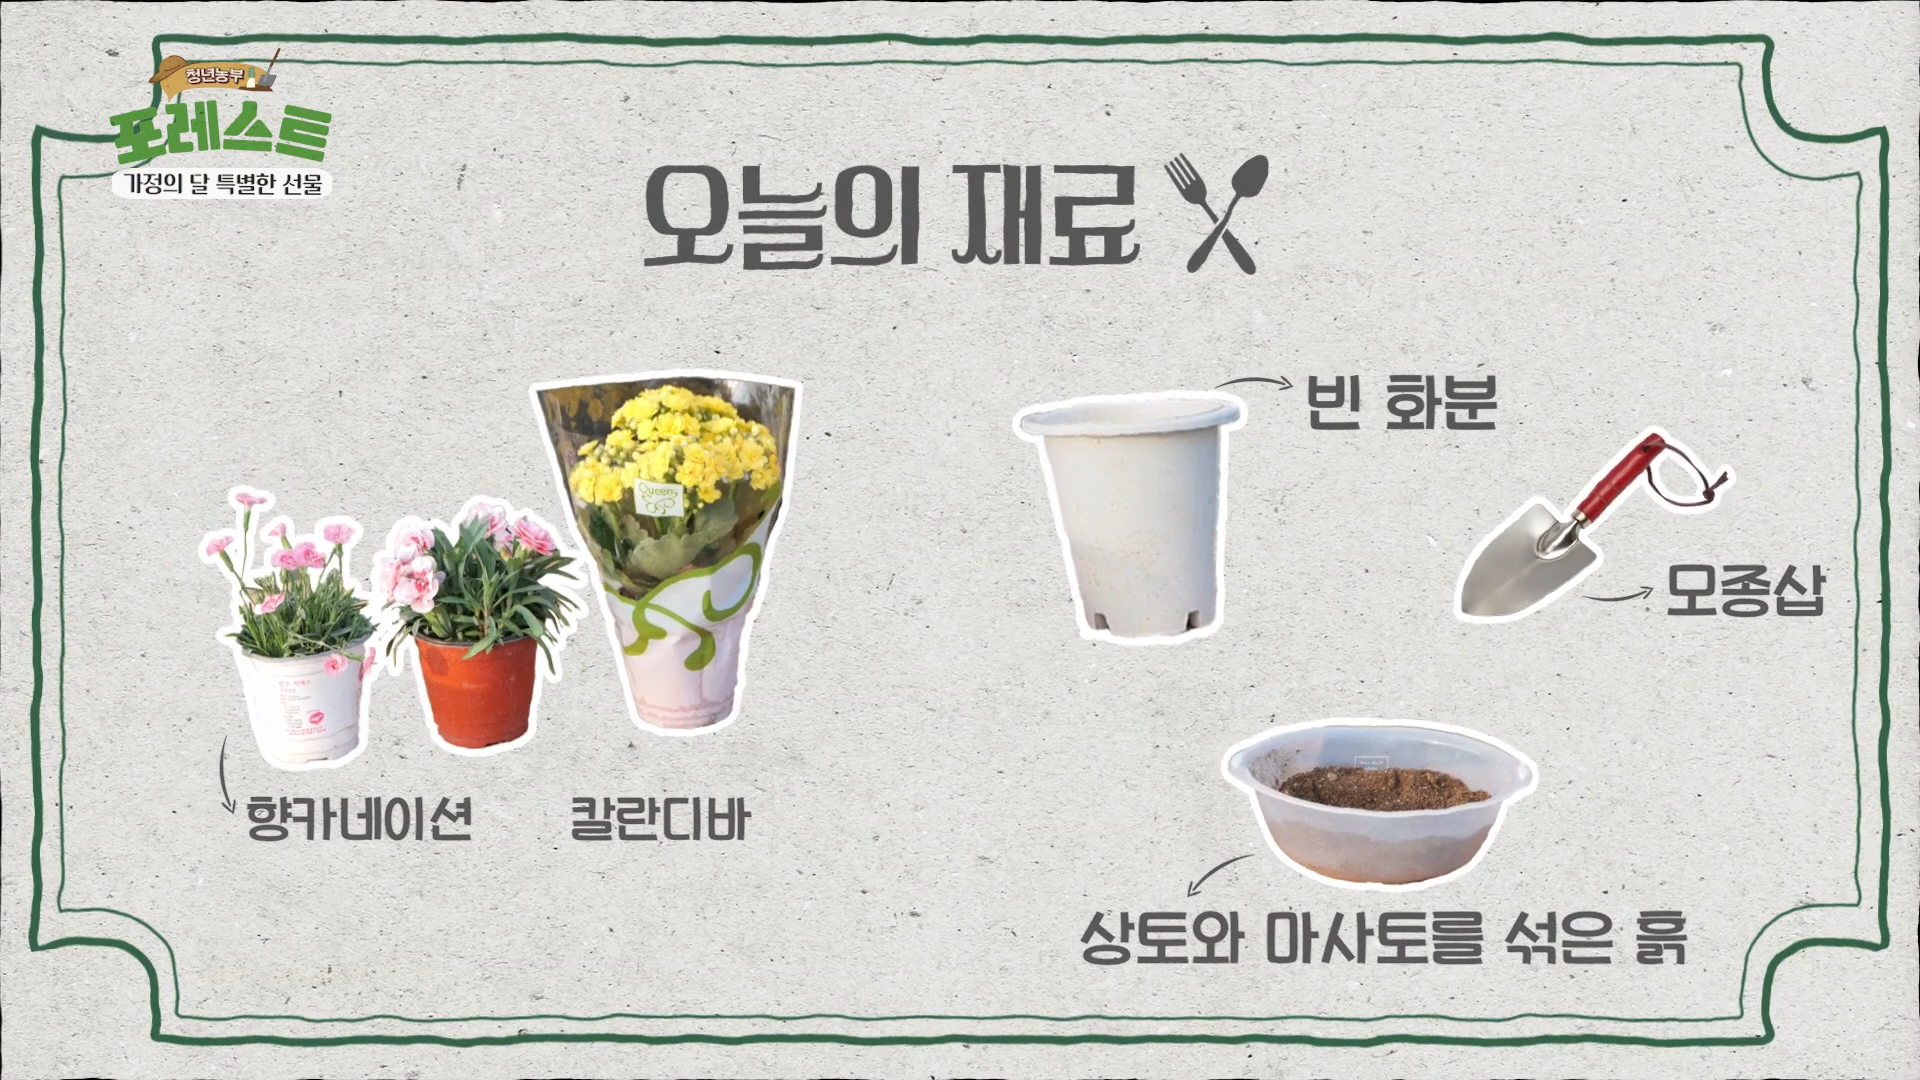 청년농부
포레스트
가정의 달 특별한 선물
오늘의 재료
빈 화분
Queen
모종삽
향카네이션
칼란디바
상토와 마사토를 섞은 흙